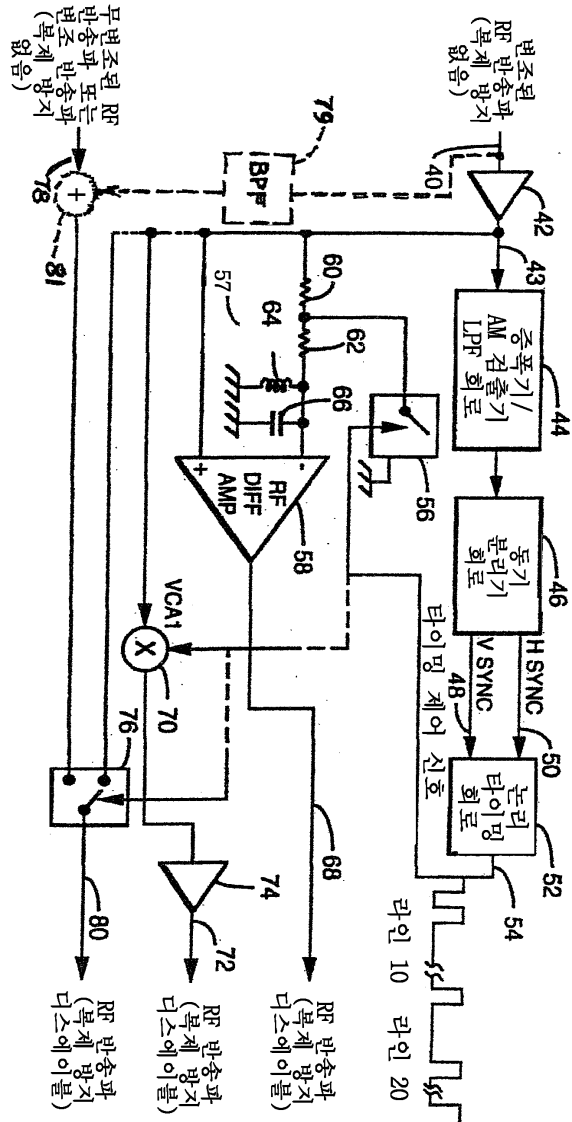 변조된
RF 반송파
(복제 방지
없음)
40
42
43
증폭기/
AM 검출기
LPF
회로
44
동기
분리기
회로
46
H SYNC
50
V SYNC
48
논리
타이밍
회로
52
54
타이밍 제어 신호
라인 10
라인 20
79
BPF
60
62
57
64
66
56
RF
DIFF
AMP
-
+
58
68
RF 반송파
(복제 방지
디스에이블)
VCA1
X
70
74
72
RF 반송파
(복제 방지
디스에이블)
무변조된 RF
반송파 또는
변조 반송파
(복제 방지
없음)
78
+
81
76
80
RF 반송파
(복제 방지
디스에이블)